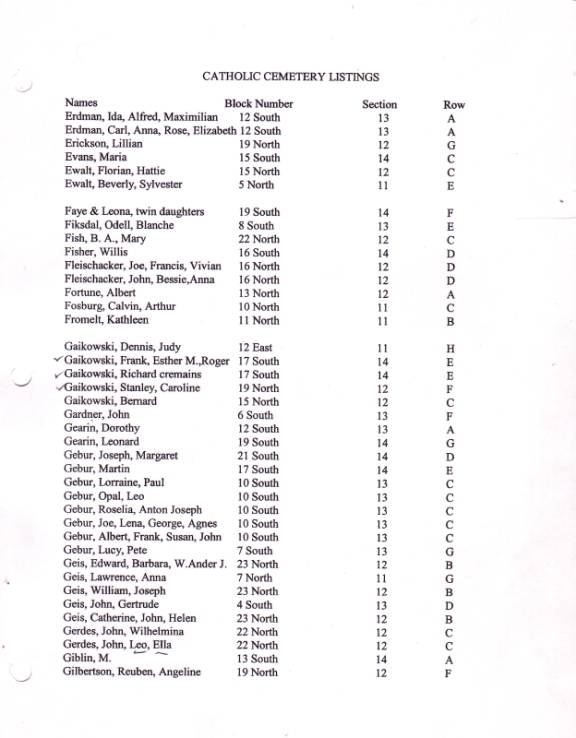 CATHOLIC CEMETERY LISTINGS
Names Block Number Section Row
Erdman, Ida, Alfred, Maximilian 12 South 13 A
Erdman, Carl, Anna, Rose, Elizabeth 12 South 13 A
Erickson, Lillian 19 North 12 G
Evans, Maria 15 South 14 C
Ewalt, Florian, Hattie 15 North 12 C
Ewalt, Beverly, Sylvester 5 North 11 E
Faye & Leona, twin daughters 19 South 14 F
Fiksdal, Odell, Blanche 8 South 13 E
Fish, B. A., Mary 22 North 12 C
Fisher, Willis 16 South 14 D
Fleischacker, Joe, Francis, Vivian 16 North 12 D
Fleischacker, John, Bessie,Anna 16 North 12 D
Fortune, Albert 13 North 12 A
Fosburg, Calvin, Arthur 10 North 11 C
Fromelt, Kathleen 11 North 11 B
Gaikowski, Dennis, Judy 12 East 11 H
Gaikowski, Frank, Esther M.,Roger 17 South 14 E
Gaikowski, Richard cremains 17 South 14 E
Gaikowski, Stanley, Caroline 19 North 12 F
Gaikowski, Bernard 15 North 12 C
Gardner, John 6 South 13 F
Gearin, Dorothy 12 South 13 A
Gearin, Leonard 19 South 14 G
Gebur, Joseph, Margaret 21 South 14 D
Gebur, Martin 17 South 14 E
Gebur, Lorraine, Paul 10 South 13 C
Gebur, Opal, Leo 10 South 13 C
Gebur, Roselia, Anton Joseph 10 South 13 C
Gebur, Joe, Lena, George, Agnes 10 South 13 C
Gebur, Albert, Frank, Susan, John 10 South 13 C
Gebur, Lucy, Pete 7 South 13 G
Geis, Edward, Barbara, W.Ander J. 23 North 12 B
Geis, Lawrence, Anna 7 North 11 G
Geis, William, Joseph 23 North 12 B
Geis, John, Gertrude 4 South 13 D
Geis, Catherine, John, Helen 23 North 12 B
Gerdes, John, Wilhelmina 22 North 12 C
Gerdes, John, Leo, Ella 22 North 12 C
Giblin, M. 13 South 14 A
Gilbertson, Reuben, Angeline 19 North 12 F